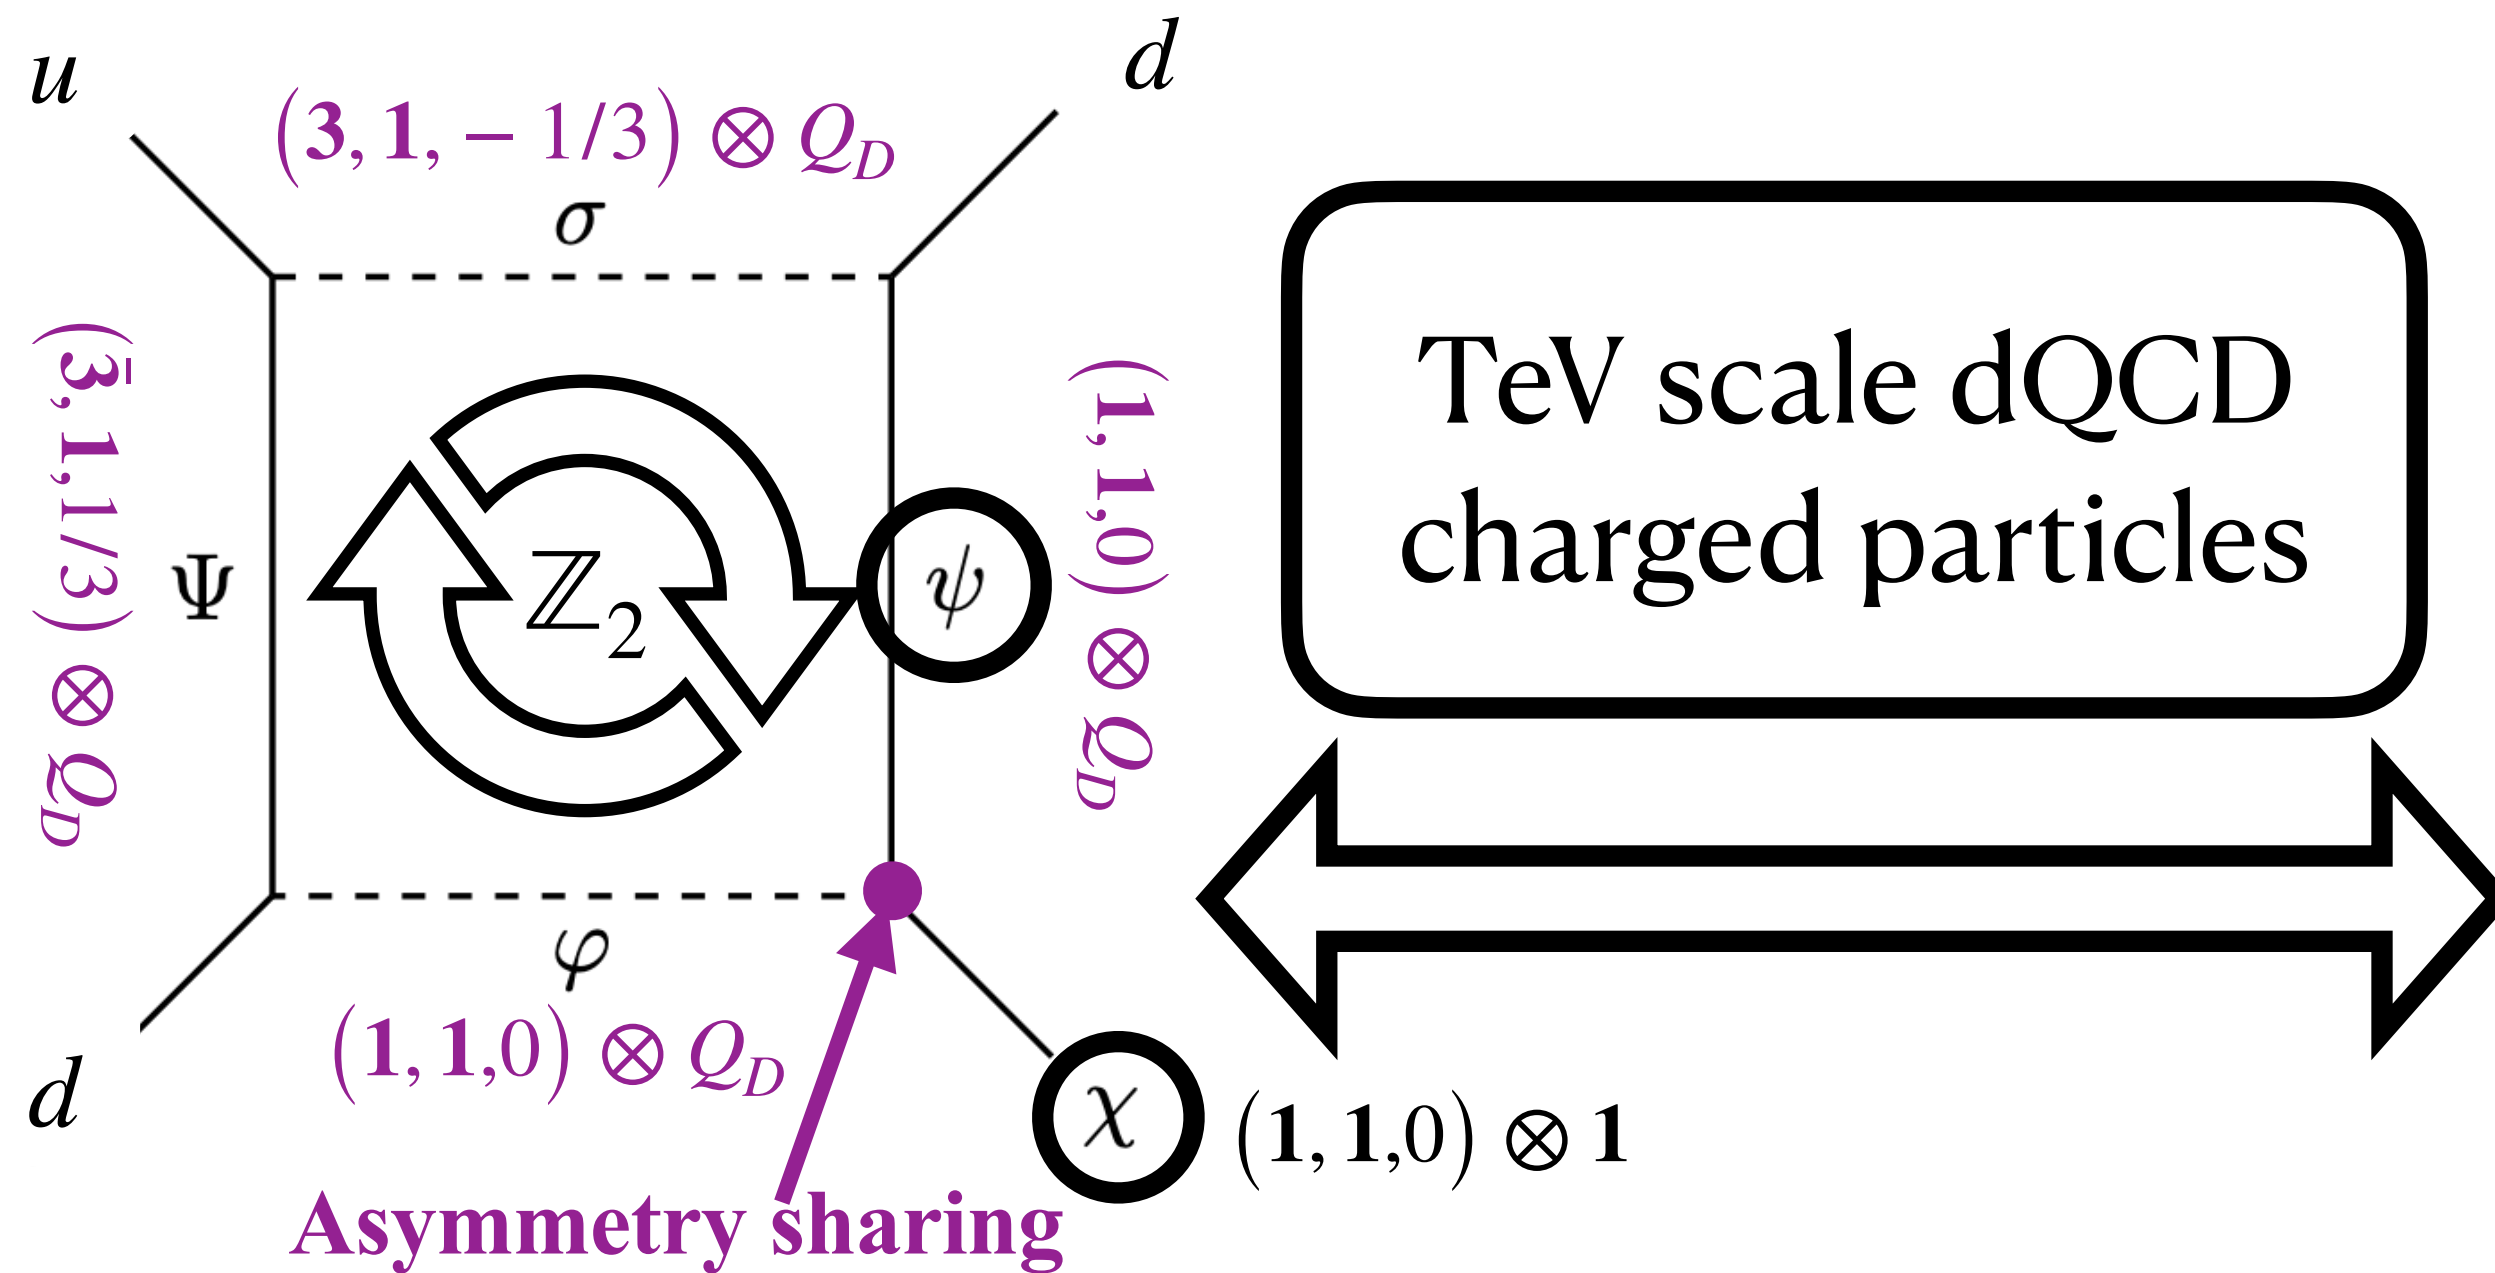 u
d
(3, 1, − 1/3) ⊗ Q_D
σ
(3̄, 1, 1/3) ⊗ Q_D
Ψ
ℤ₂
ψ
(1, 1, 0) ⊗ Q_D
TeV scale dQCD
charged particles
φ
(1, 1.0) ⊗ Q_D
d
χ
(1, 1,0) ⊗ 1
Asymmetry sharing